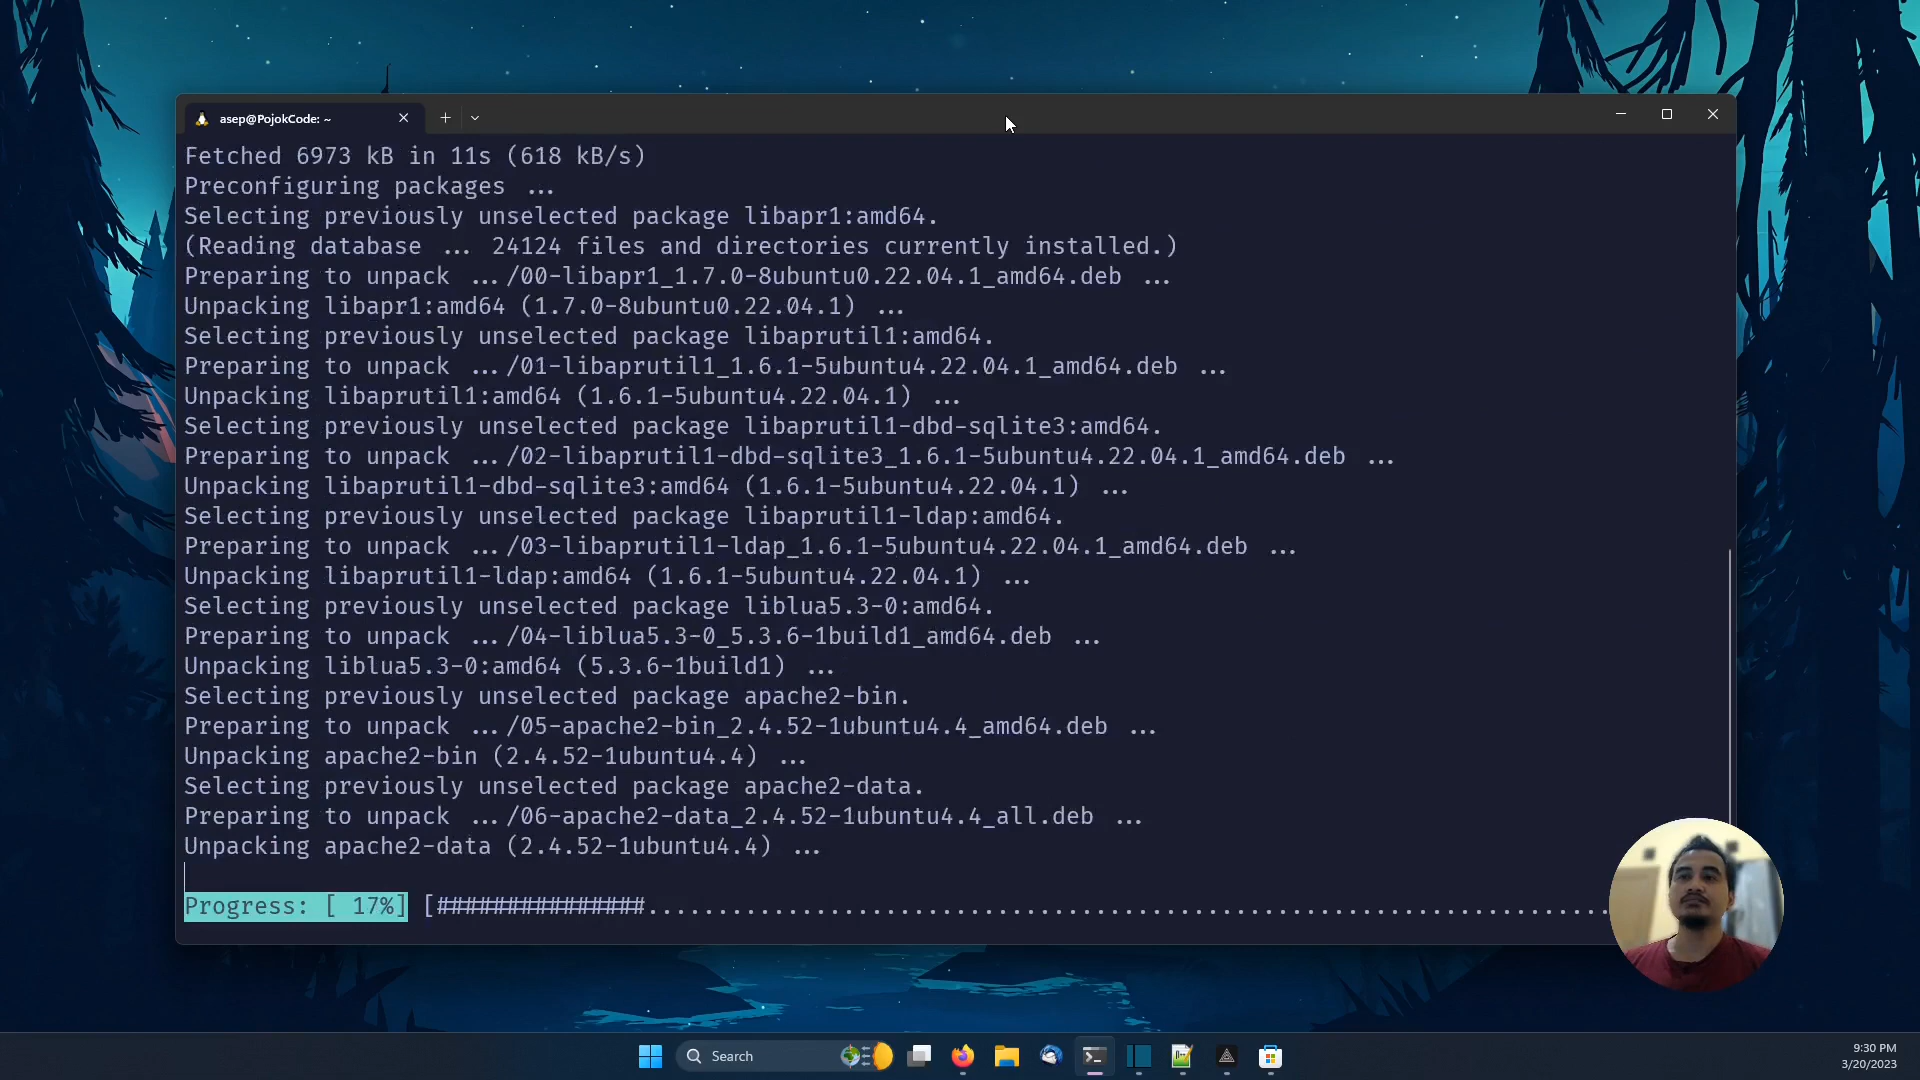 asep@PojokCode: ~
Fetched 6973 kB in 11s (618 kB/s)
Preconfiguring packages ...
Selecting previously unselected package libapr1:amd64.
(Reading database ... 24124 files and directories currently installed.)
Preparing to unpack .../00-libapr1_1.7.0-8ubuntu0.22.04.1_amd64.deb ...
Unpacking libapr1:amd64 (1.7.0-8ubuntu0.22.04.1) ...
Selecting previously unselected package libaprutil1:amd64.
Preparing to unpack .../01-libaprutil1_1.6.1-5ubuntu4.22.04.1_amd64.deb ...
Unpacking libaprutil1:amd64 (1.6.1-5ubuntu4.22.04.1) ...
Selecting previously unselected package libaprutil1-dbd-sqlite3:amd64.
Preparing to unpack .../02-libaprutil1-dbd-sqlite3_1.6.1-5ubuntu4.22.04.1_amd64.deb ...
Unpacking libaprutil1-dbd-sqlite3:amd64 (1.6.1-5ubuntu4.22.04.1) ...
Selecting previously unselected package libaprutil1-ldap:amd64.
Preparing to unpack .../03-libaprutil1-ldap_1.6.1-5ubuntu4.22.04.1_amd64.deb ...
Unpacking libaprutil1-ldap:amd64 (1.6.1-5ubuntu4.22.04.1) ...
Selecting previously unselected package liblua5.3-0:amd64.
Preparing to unpack .../04-liblua5.3-0_5.3.6-1build1_amd64.deb ...
Unpacking liblua5.3-0:amd64 (5.3.6-1build1) ...
Selecting previously unselected package apache2-bin.
Preparing to unpack .../05-apache2-bin_2.4.52-1ubuntu4.4_amd64.deb ...
Unpacking apache2-bin (2.4.52-1ubuntu4.4) ...
Selecting previously unselected package apache2-data.
Preparing to unpack .../06-apache2-data_2.4.52-1ubuntu4.4_all.deb ...
Unpacking apache2-data (2.4.52-1ubuntu4.4) ...
Progress: [ 17%] [###############.....................................................................
Search
9:30 PM
3/20/2023